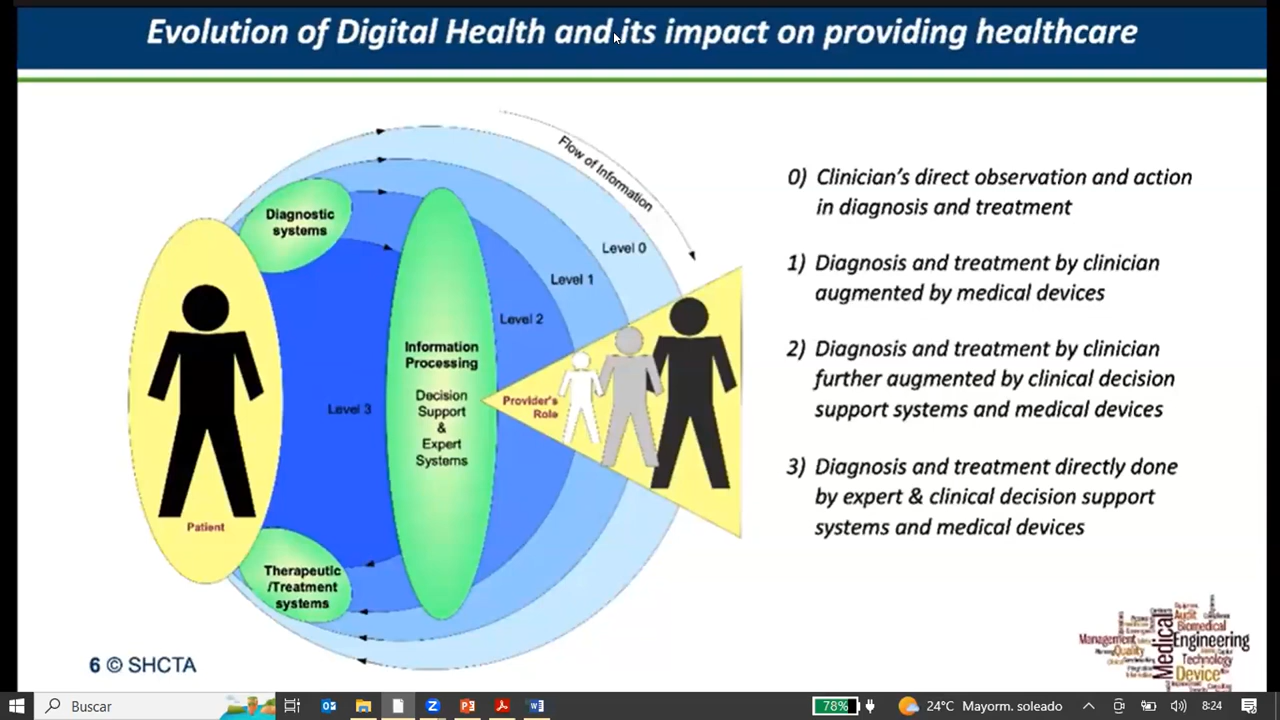 Evolution of Digital Health and its impact on providing healthcare
Flow of Information
Diagnostic
systems
Level 0
Level 1
Level 2
Level 3
Information
Processing
Decision
Support
&
Expert
Systems
Provider's
Role
Patient
Therapeutic
/Treatment
systems
0) Clinician's direct observation and action
in diagnosis and treatment
1) Diagnosis and treatment by clinician
augmented by medical devices
2) Diagnosis and treatment by clinician
further augmented by clinical decision
support systems and medical devices
3) Diagnosis and treatment directly done
by expert & clinical decision support
systems and medical devices
Audit
Biomedical
Management
Medical
Engineering
Quality
Technology
Device
6 © SHCTA
Buscar
78%
24°C Mayorm. soleado
8:24